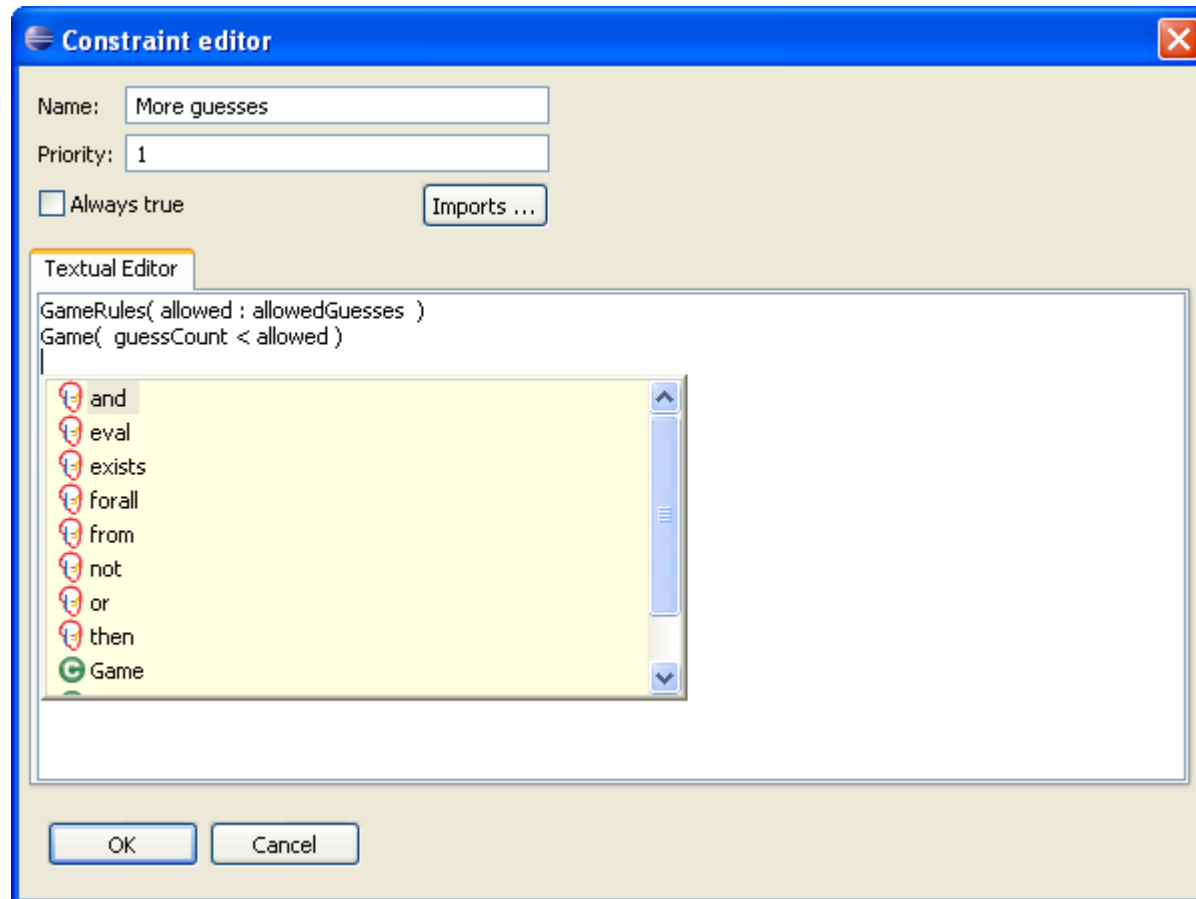 Constraint editor
Name: More guesses
Priority: 1
Always true Imports ...
Textual Editor
GameRules( allowed : allowedGuesses  )
Game(  guessCount < allowed )
and
eval
exists
forall
from
not
or
then
Game
OK Cancel